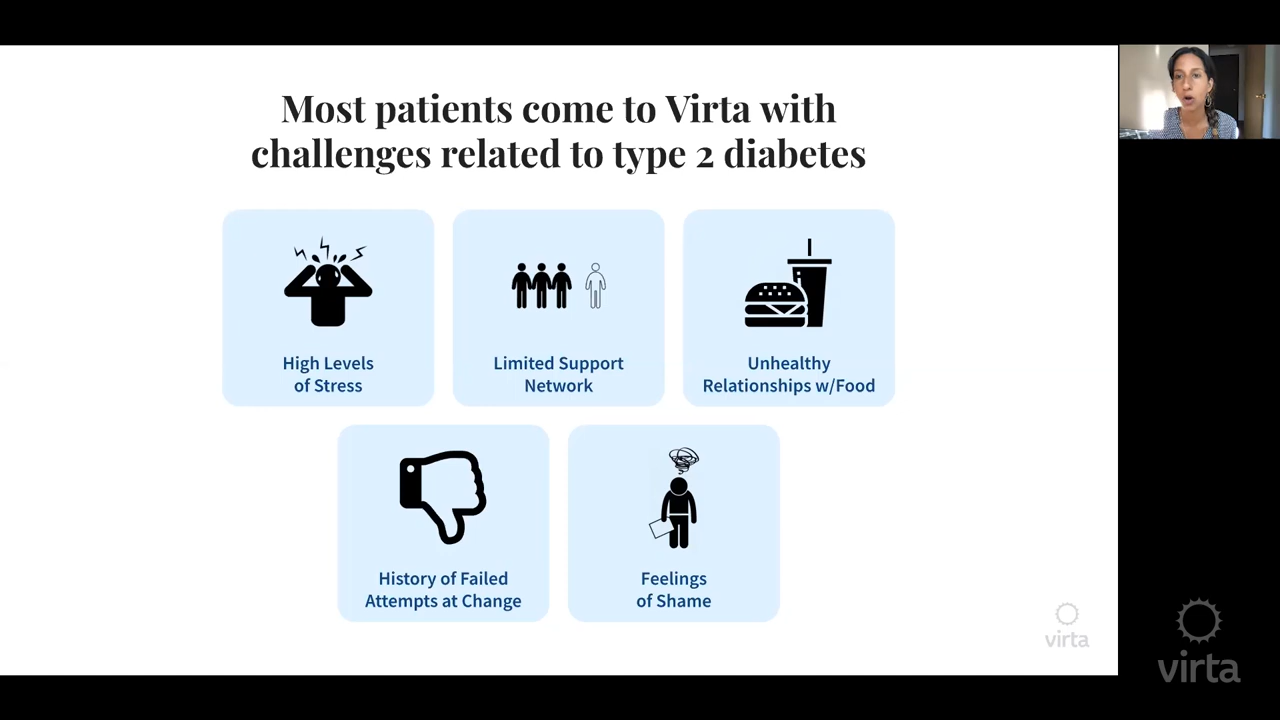 Most patients come to Virta with
challenges related to type 2 diabetes
High Levels
of Stress
Limited Support
Network
Unhealthy
Relationships w/Food
History of Failed
Attempts at Change
Feelings
of Shame
virta
virta